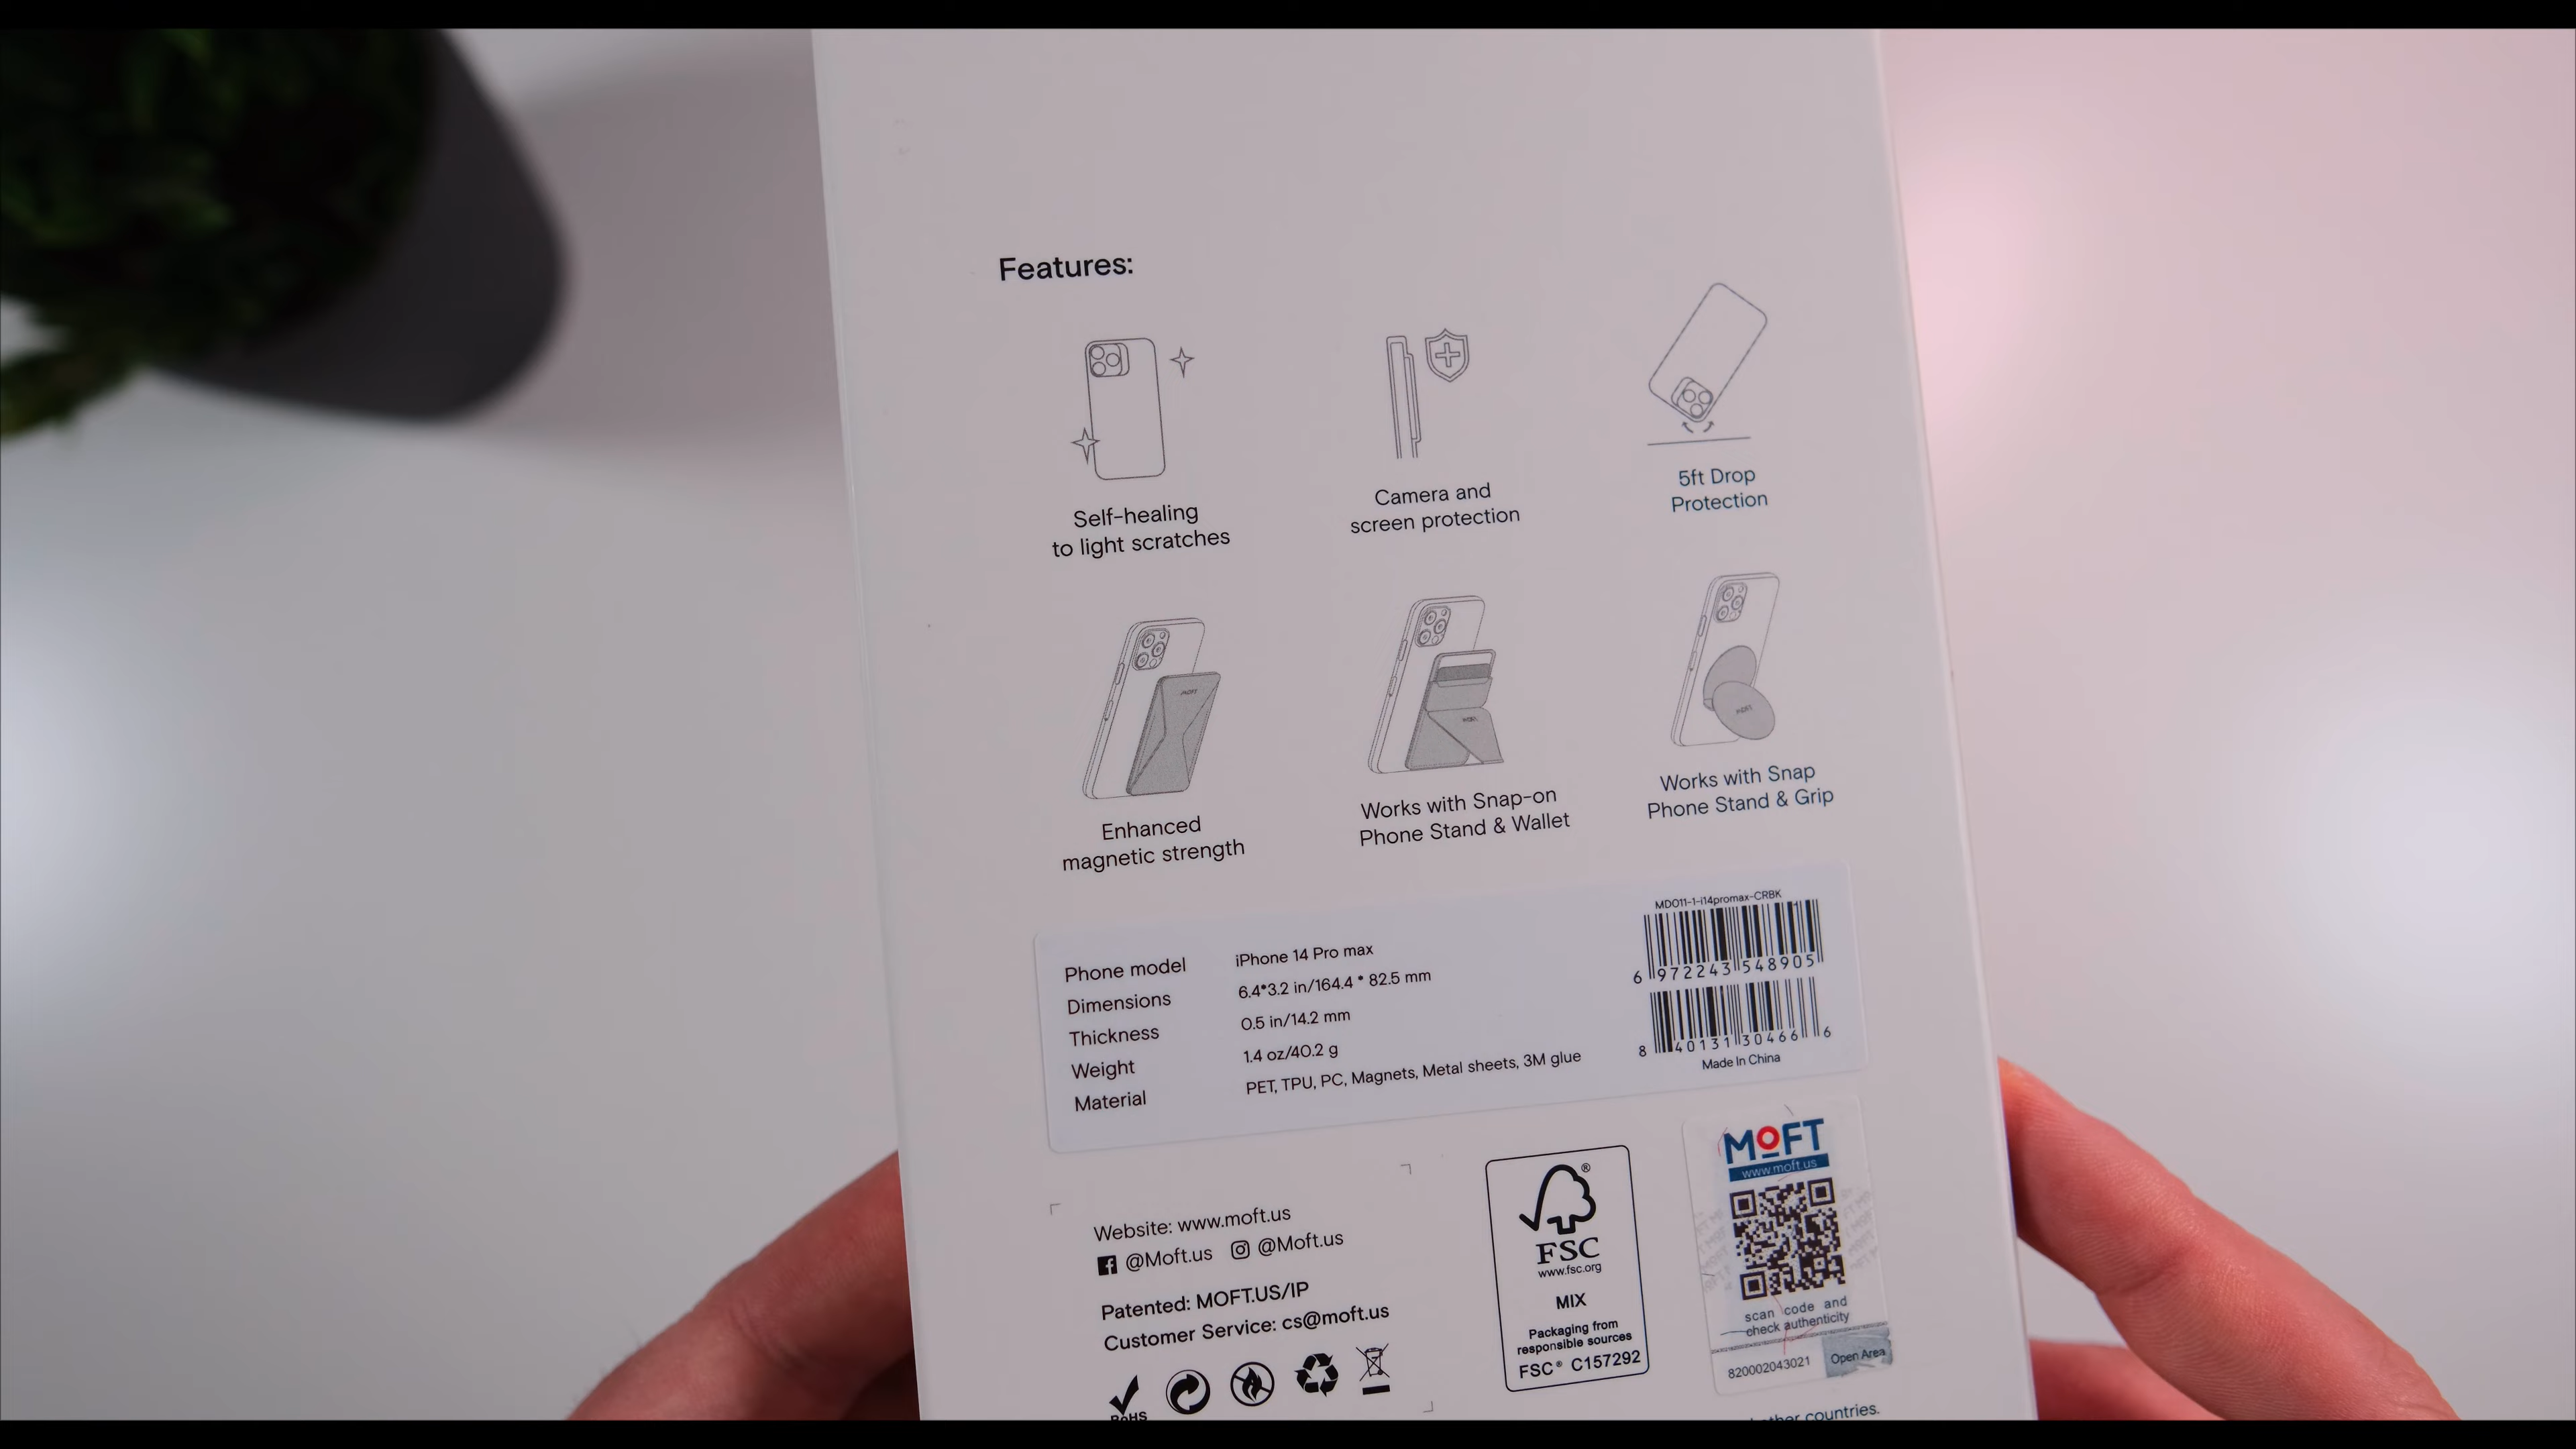 Features:
Self-healing
to light scratches
Camera and
screen protection
5ft Drop
Protection
MOFT
MOFT
MOFT
Enhanced
magnetic strength
Works with Snap-on
Phone Stand & Wallet
Works with Snap
Phone Stand & Grip
MD011-1-i14promax-CRBK
6 972243 548905
8 40131 30466 6
Made In China
Phone model iPhone 14 Pro max
Dimensions 6.4*3.2 in/164.4 * 82.5 mm
Thickness 0.5 in/14.2 mm
Weight 1.4 oz/40.2 g
Material PET, TPU, PC, Magnets, Metal sheets, 3M glue
Website: www.moft.us
@Moft.us @Moft.us
Patented: MOFT.US/IP
Customer Service: cs@moft.us
RoHS
FSC®
www.fsc.org
MIX
Packaging from
responsible sources
FSC® C157292
MOFT
www.moft.us
scan code and
check authenticity
820002043021 Open Area
other countries.